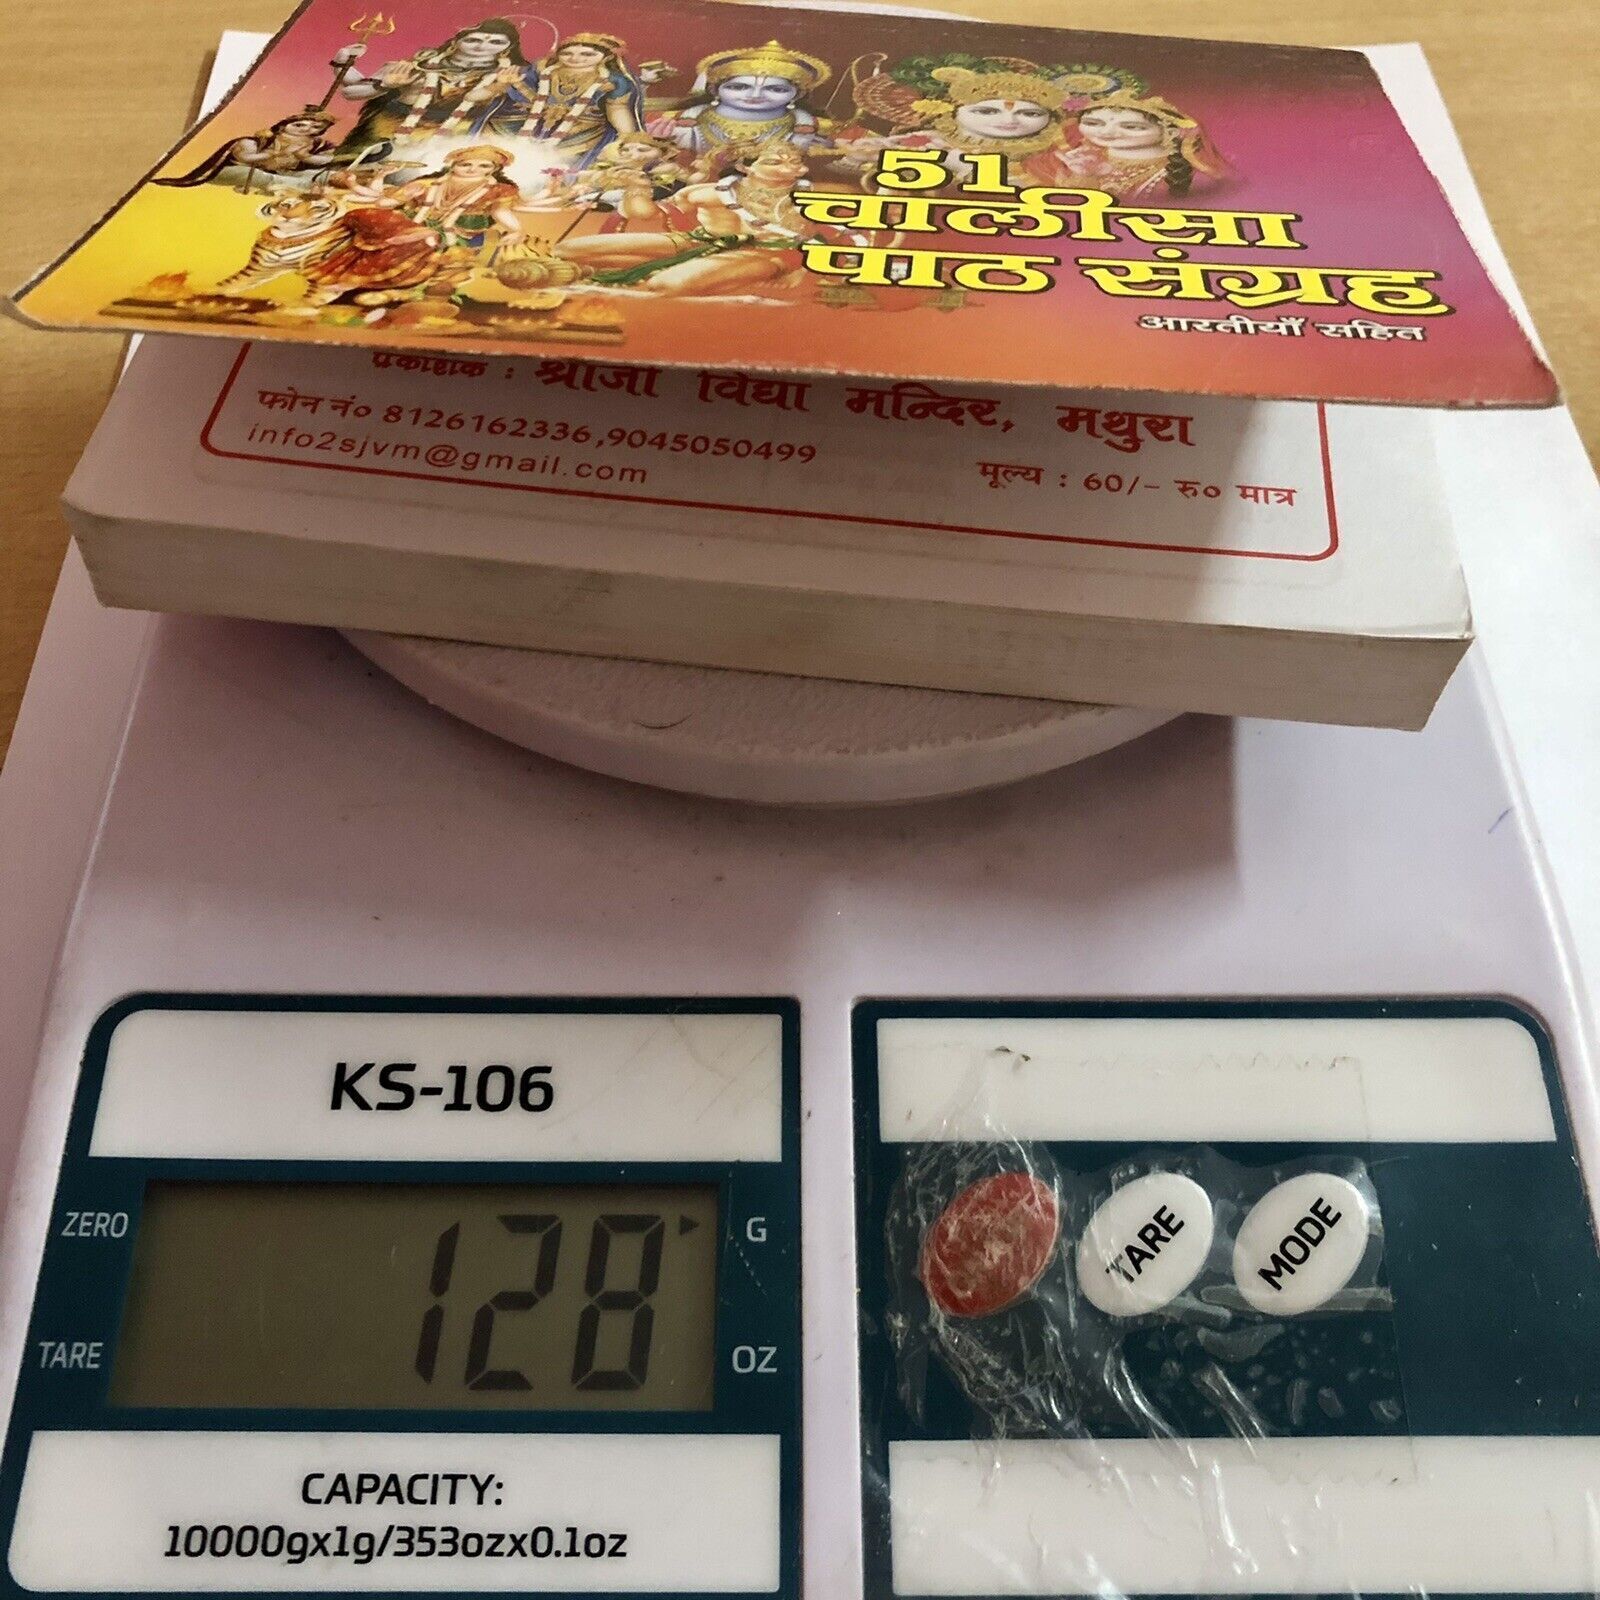 51
चालीसा
पाठ संग्रह
आरतीयाँ सहित
प्रकाशक : श्रीजी विद्या मन्दिर, मथुरा
फोन नं० 8126162336,9045050499
info2sjvm@gmail.com
मूल्य : 60/- रु० मात्र
KS-106
ZERO
128
G
TARE
OZ
CAPACITY:
10000gx1g/353ozx0.1oz
TARE
MODE